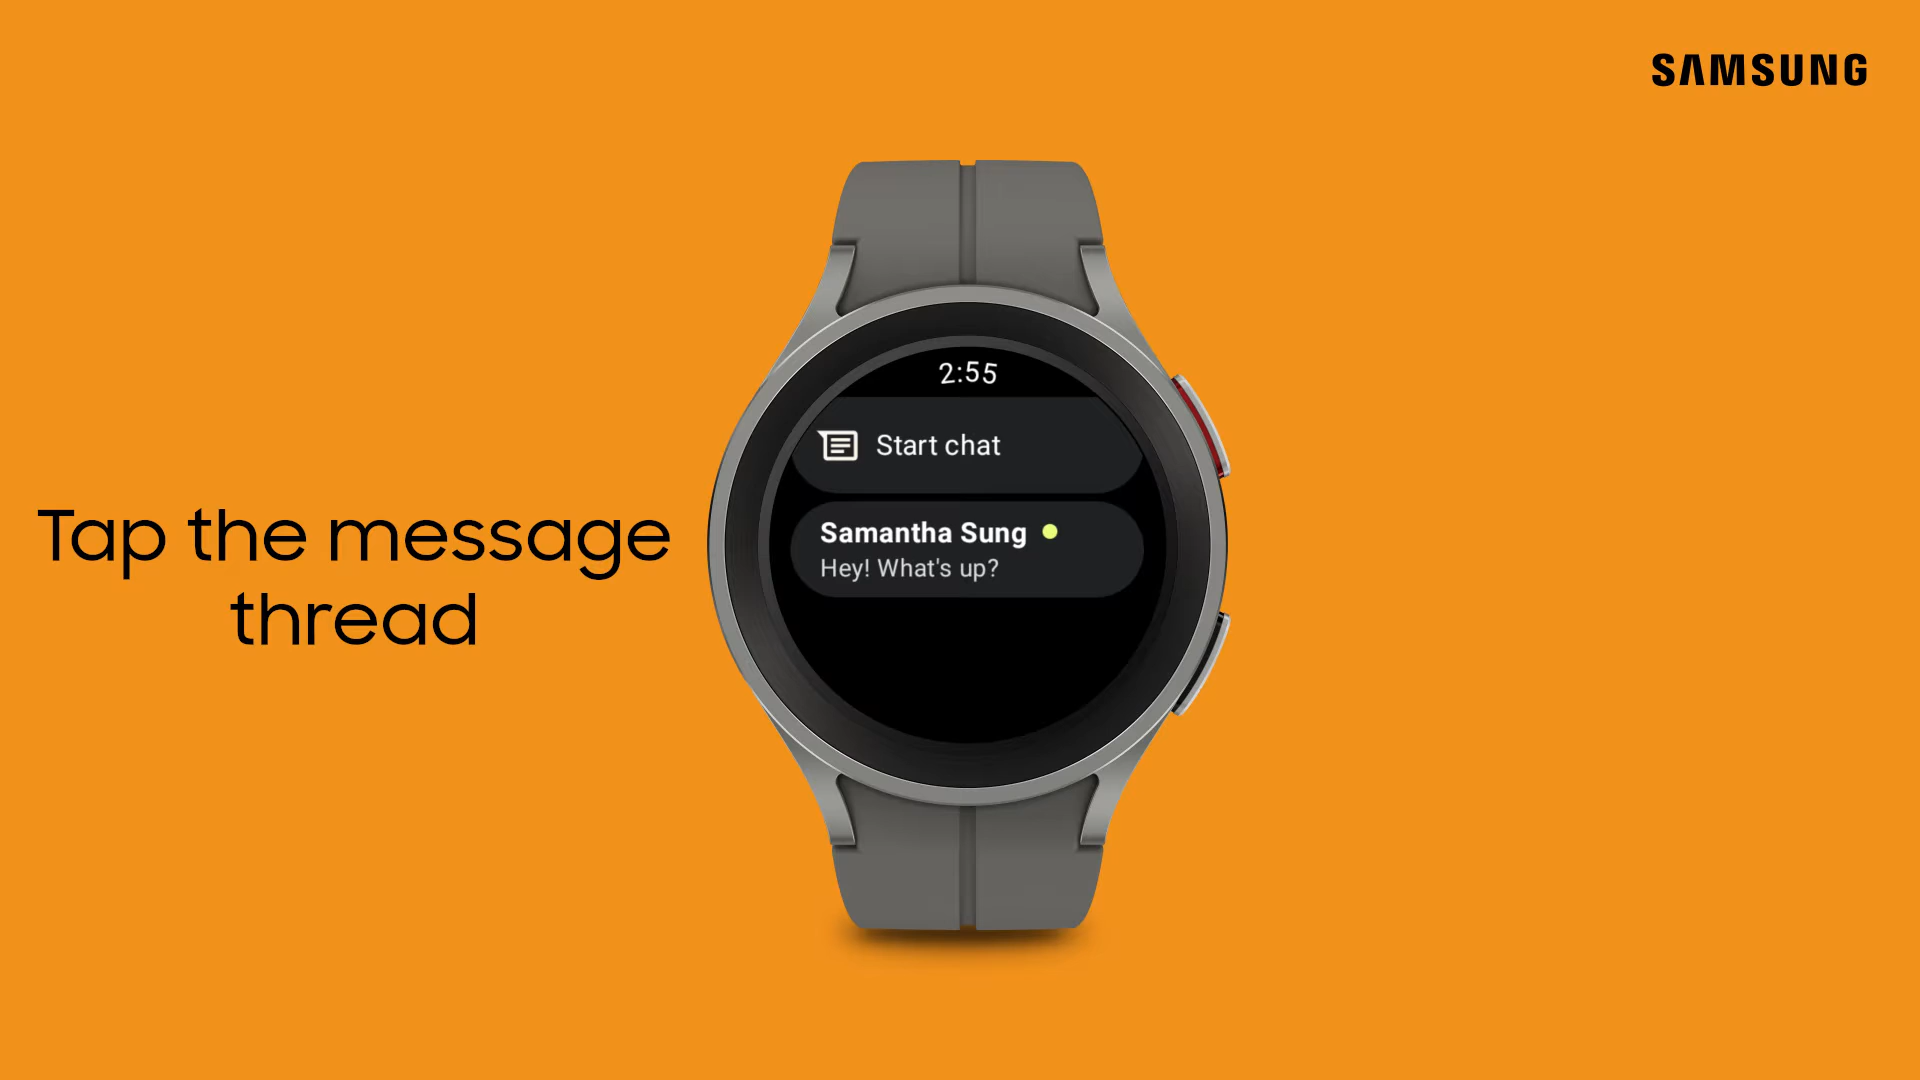 SAMSUNG
Tap the message
thread
2:55
Start chat
Samantha Sung
Hey! What's up?